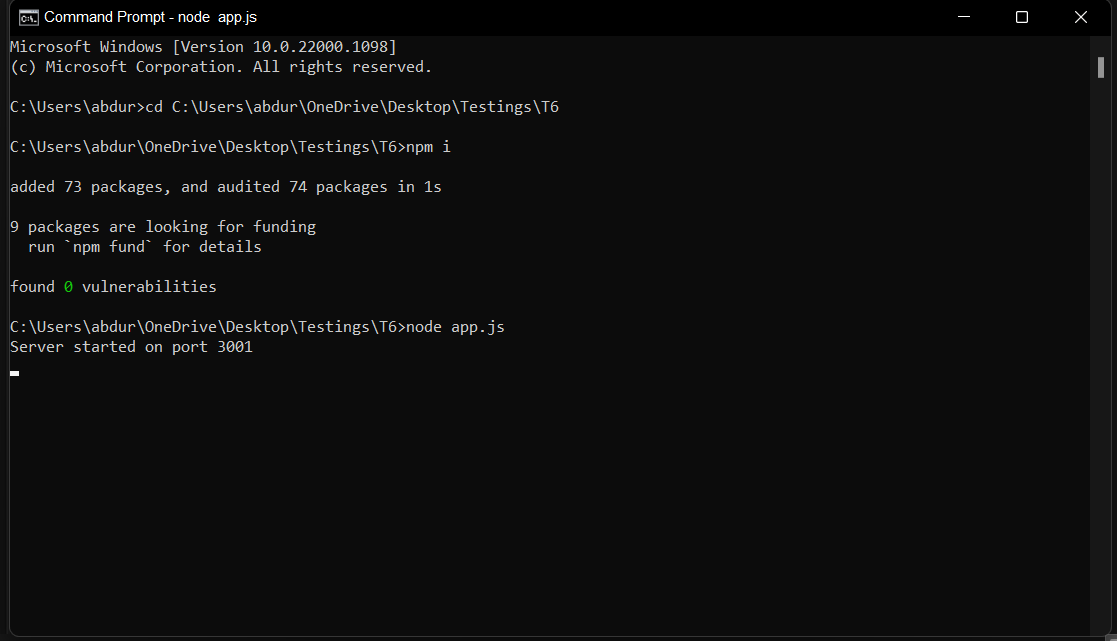 Command Prompt - node  app.js
Microsoft Windows [Version 10.0.22000.1098]
(c) Microsoft Corporation. All rights reserved.
C:\Users\abdur>cd C:\Users\abdur\OneDrive\Desktop\Testings\T6
C:\Users\abdur\OneDrive\Desktop\Testings\T6>npm i
added 73 packages, and audited 74 packages in 1s
9 packages are looking for funding
  run `npm fund` for details
found 0 vulnerabilities
C:\Users\abdur\OneDrive\Desktop\Testings\T6>node app.js
Server started on port 3001